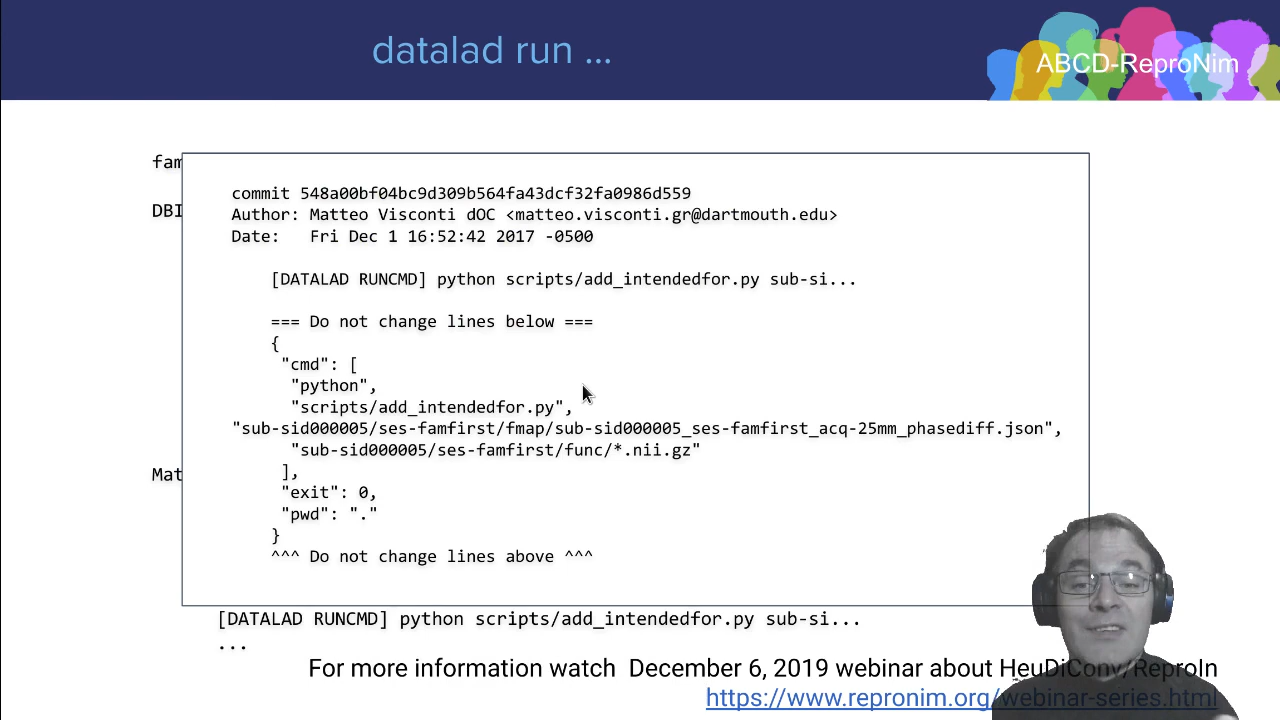 datalad run ...
ABCD-ReproNim
fam
DBI
commit 548a00bf04bc9d309b564fa43dcf32fa0986d559
Author: Matteo Visconti dOC <matteo.visconti.gr@dartmouth.edu>
Date:   Fri Dec 1 16:52:42 2017 -0500
[DATALAD RUNCMD] python scripts/add_intendedfor.py sub-si...
=== Do not change lines below ===
{
"cmd": [
"python",
"scripts/add_intendedfor.py",
"sub-sid000005/ses-famfirst/fmap/sub-sid000005_ses-famfirst_acq-25mm_phasediff.json",
"sub-sid000005/ses-famfirst/func/*.nii.gz"
Mat
],
"exit": 0,
"pwd": "."
}
^^^ Do not change lines above ^^^
[DATALAD RUNCMD] python scripts/add_intendedfor.py sub-si...
...
For more information watch  December 6, 2019 webinar about HeuDiConv/ReproIn
https://www.repronim.org/webinar-series.html